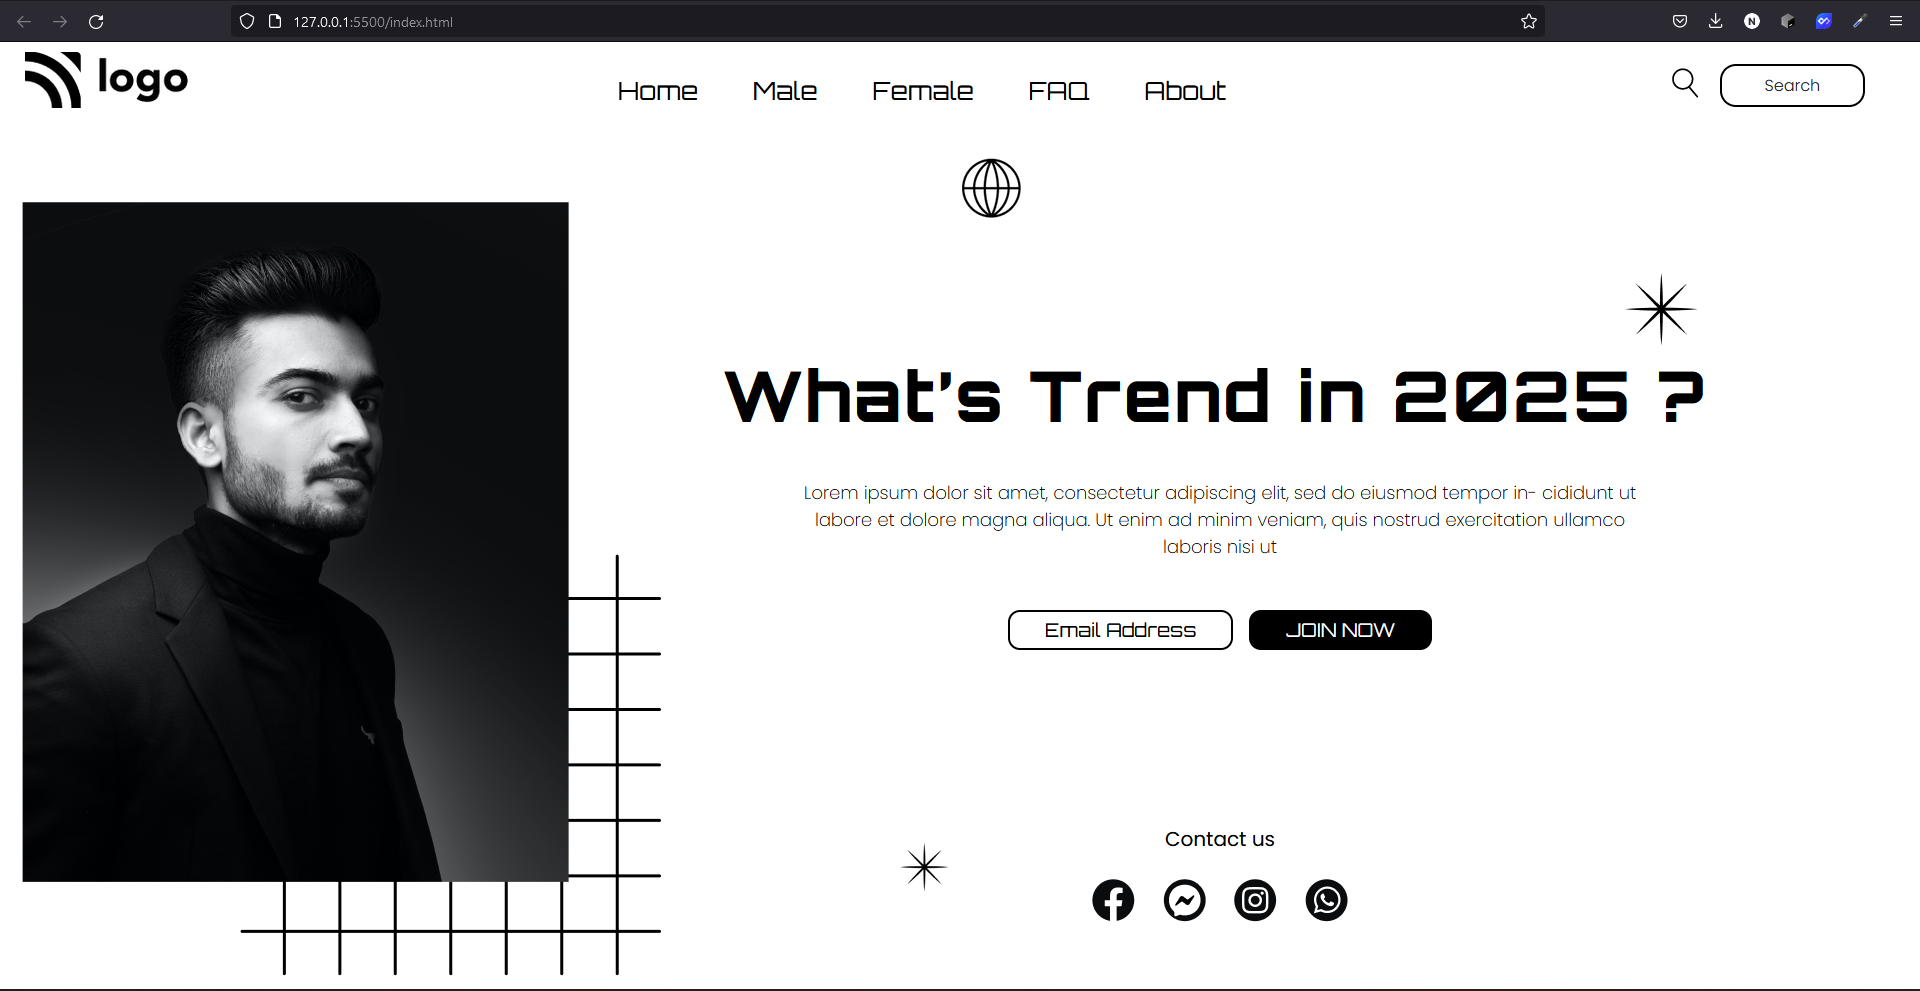 127.0.0.1:5500/index.html
N
logo
Home Male Female FAQ About
Search
What's Trend in 2025 ?
Lorem ipsum dolor sit amet, consectetur adipiscing elit, sed do eiusmod tempor in- cididunt ut
labore et dolore magna aliqua. Ut enim ad minim veniam, quis nostrud exercitation ullamco
laboris nisi ut
Email Address JOIN NOW
Contact us